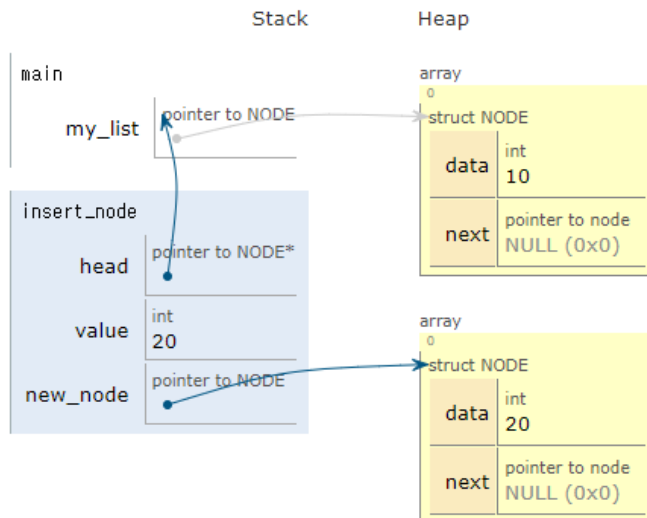 Stack Heap
main
my_list
pointer to NODE
array
0
struct NODE
data
int
10
next
pointer to node
NULL (0x0)
insert_node
head
pointer to NODE*
value
int
20
new_node
pointer to NODE
array
0
struct NODE
data
int
20
next
pointer to node
NULL (0x0)